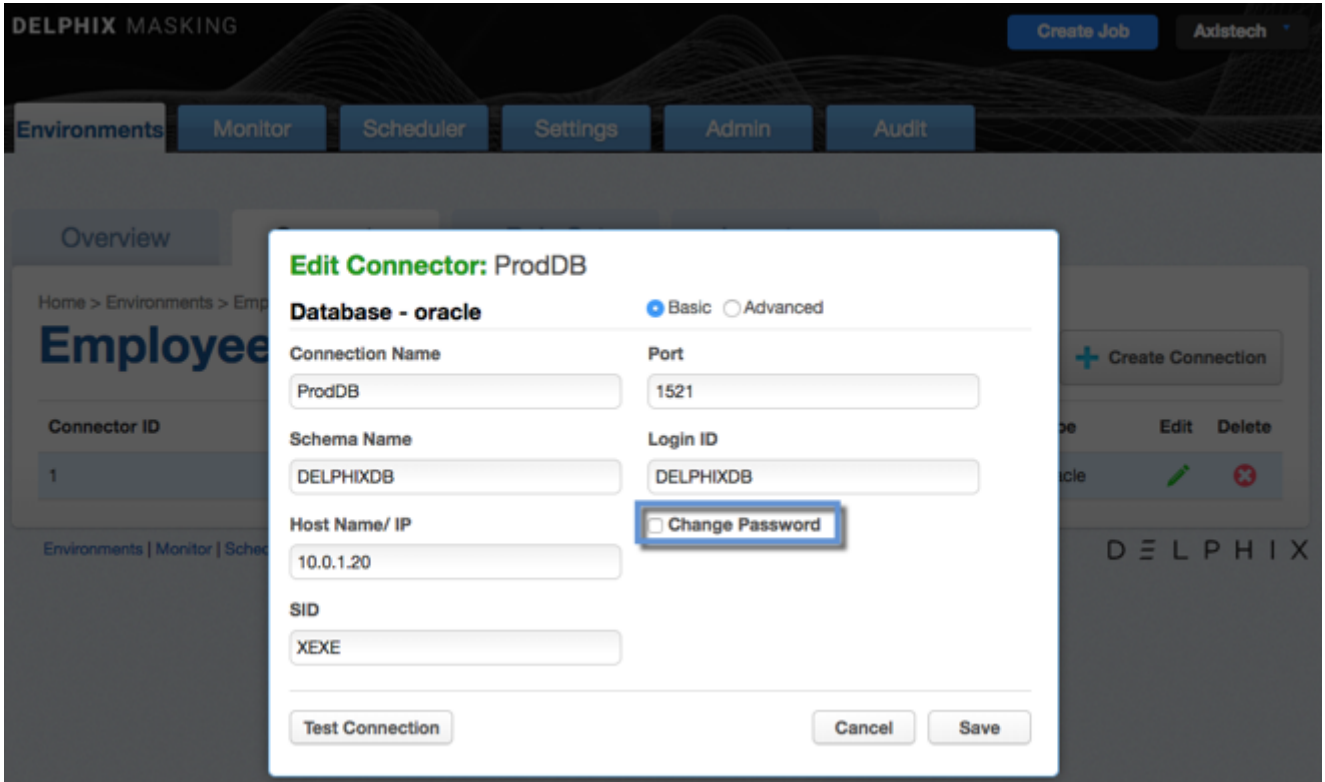 DELPHIX MASKING
Create Job
Axistech
Environments
Monitor
Scheduler
Settings
Admin
Audit
Overview
Edit Connector: ProdDB
Home > Environments > Emp
Database - oracle
Basic
Advanced
Employee
Connection Name
Port
Create Connection
ProdDB
1521
Connector ID
Schema Name
Login ID
Edit
Delete
1
DELPHIXDB
DELPHIXDB
Host Name/ IP
Change Password
Environments | Monitor | Sched
10.0.1.20
DELPHIX
SID
XEXE
Test Connection
Cancel
Save